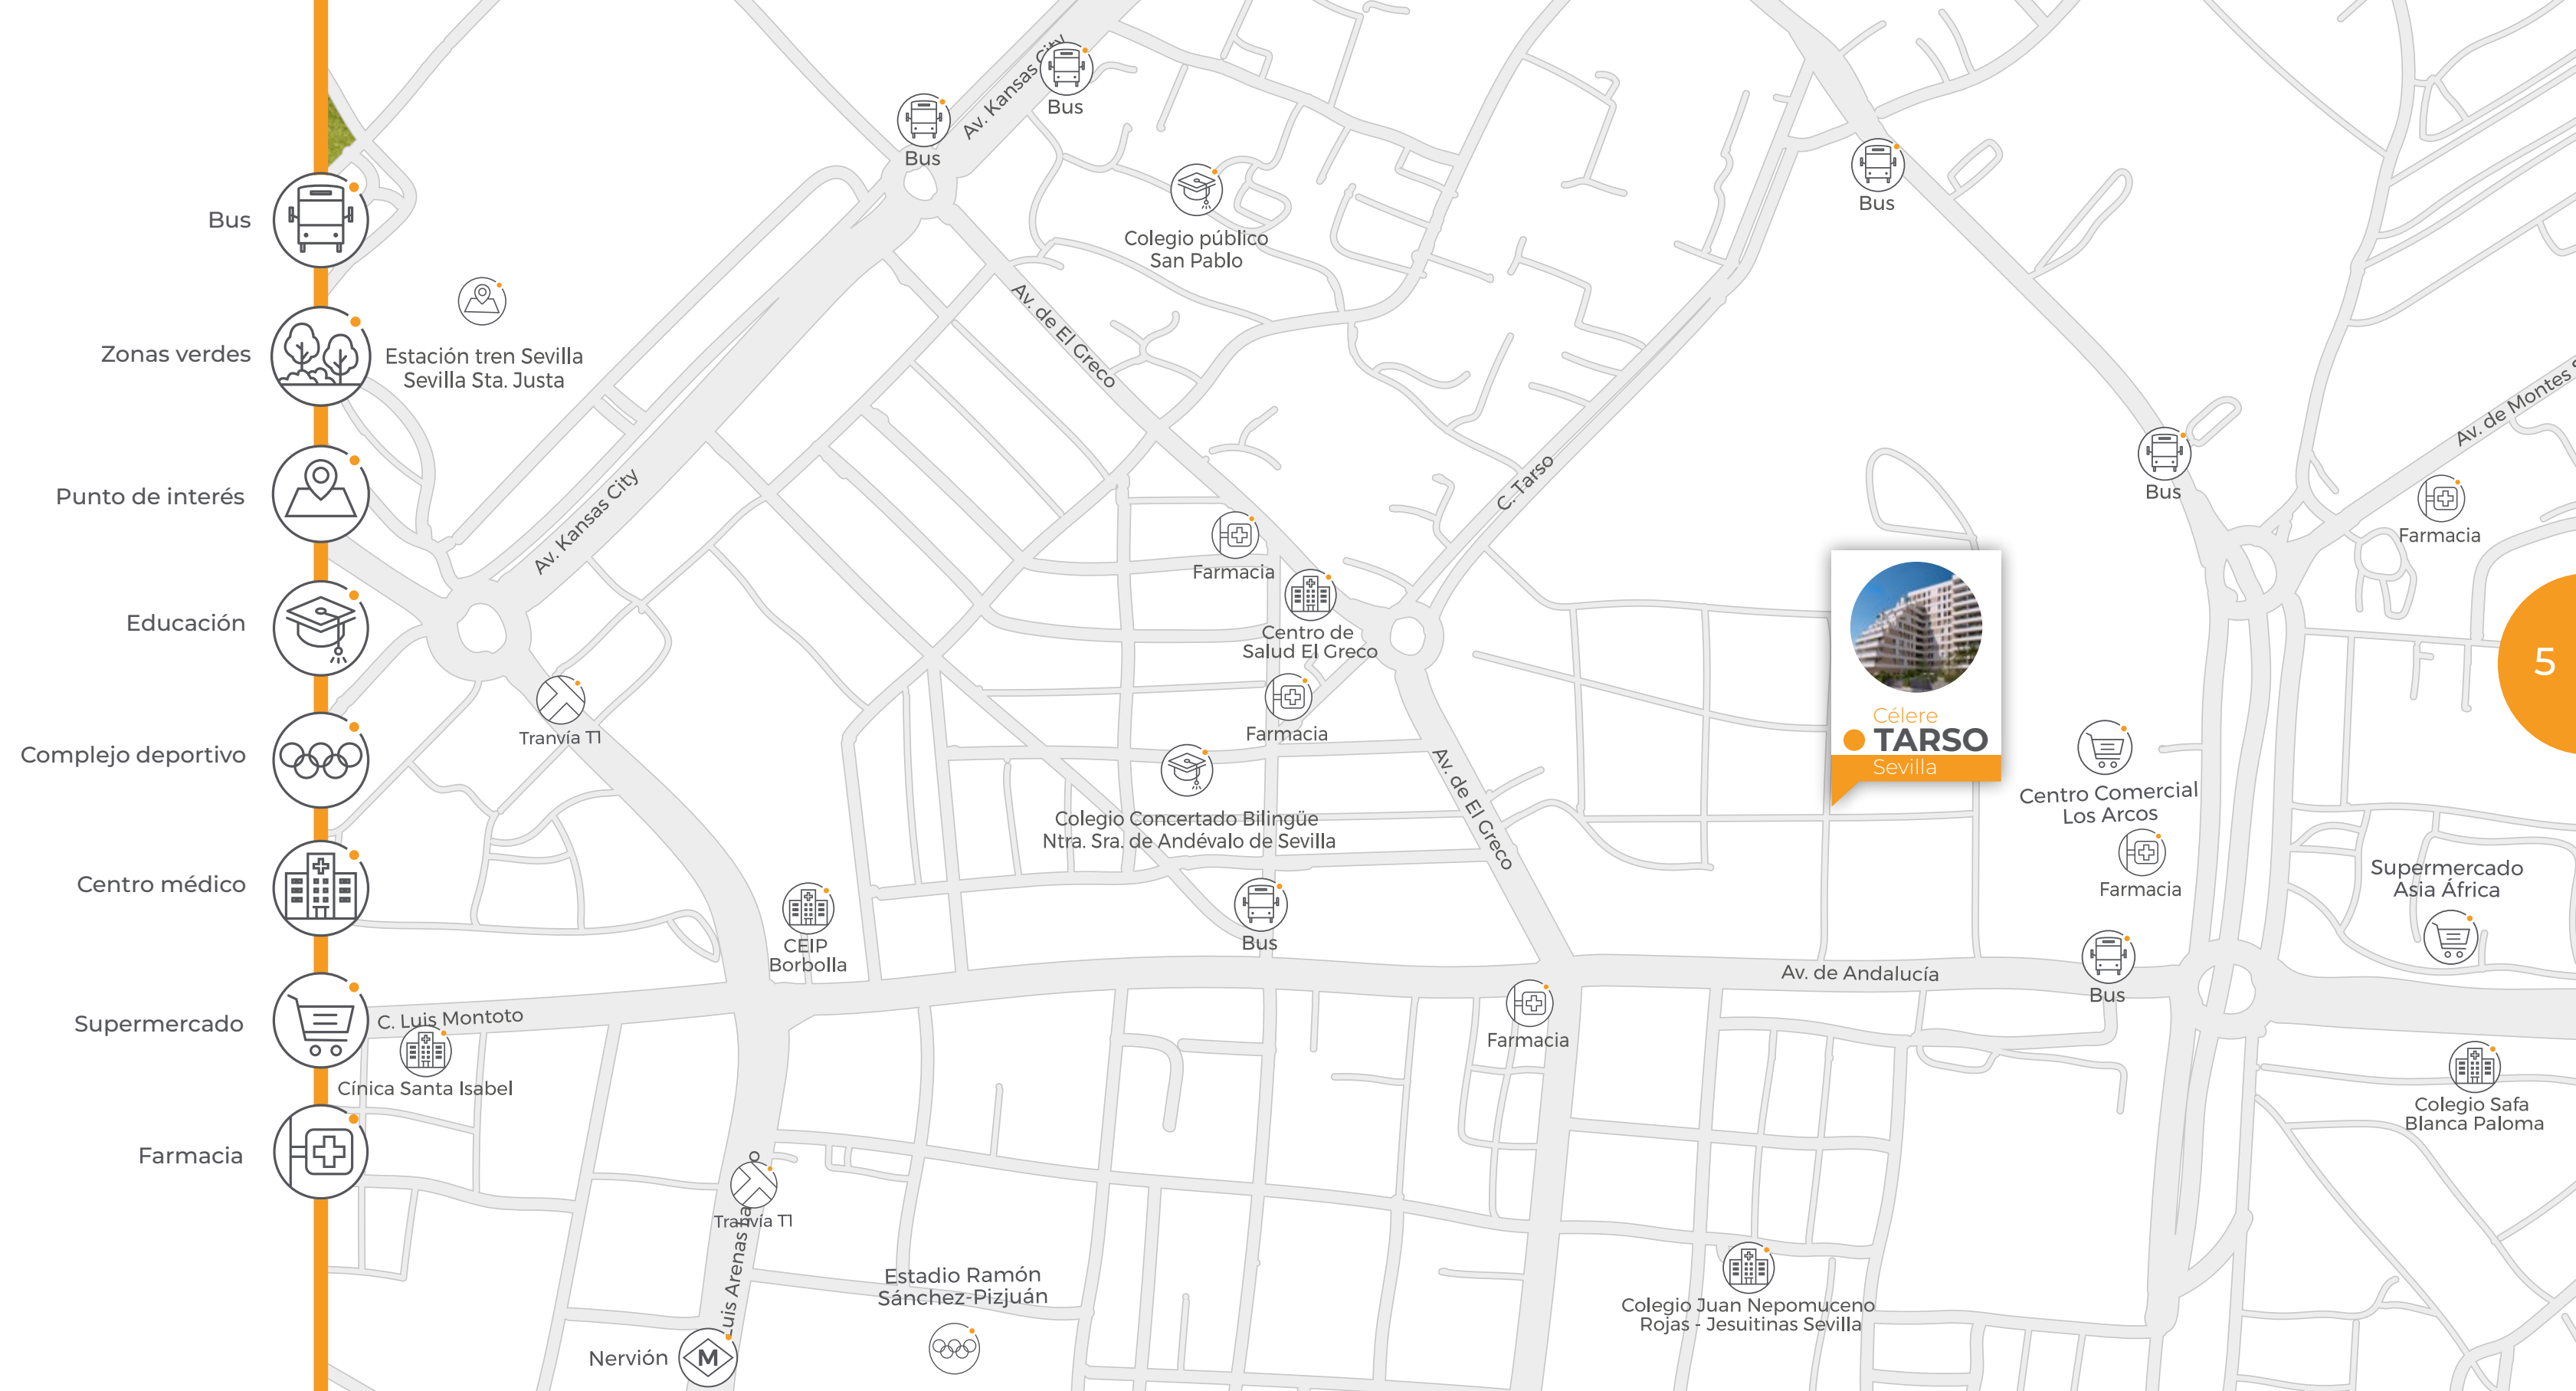 Bus
Zonas verdes
Punto de interés
Educación
Complejo deportivo
Centro médico
Supermercado
Farmacia
Av. Kansas City
Bus
Bus
Bus
Colegio público
San Pablo
Estación tren Sevilla
Sevilla Sta. Justa
Av. de El Greco
Av. Kansas City
C. Tarso
Bus
Av. de Montes
Farmacia
Farmacia
Centro de
Salud El Greco
Farmacia
Tranvía T1
Célere
TARSO
Sevilla
5
Centro Comercial
Los Arcos
Farmacia
Av. de El Greco
Colegio Concertado Bilingüe
Ntra. Sra. de Andévalo de Sevilla
Supermercado
Asia África
CEIP
Borbolla
Bus
Av. de Andalucía
Bus
C. Luis Montoto
Cínica Santa Isabel
Farmacia
Colegio Safa
Blanca Paloma
Tranvía T1
Luis Arenas
Estadio Ramón
Sánchez-Pizjuán
Colegio Juan Nepomuceno
Rojas - Jesuitinas Sevilla
Nervión
M